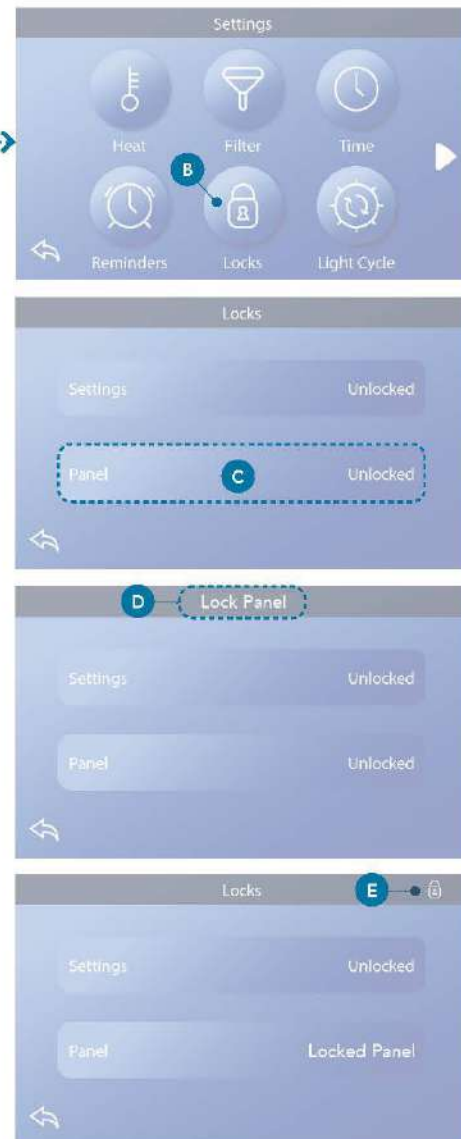 Settings
Heat Filter Time
B
Reminders Locks Light Cycle
Locks
Settings Unlocked
Panel C Unlocked
D Lock Panel
Settings Unlocked
Panel Unlocked
Locks E
Settings Unlocked
Panel Locked Panel